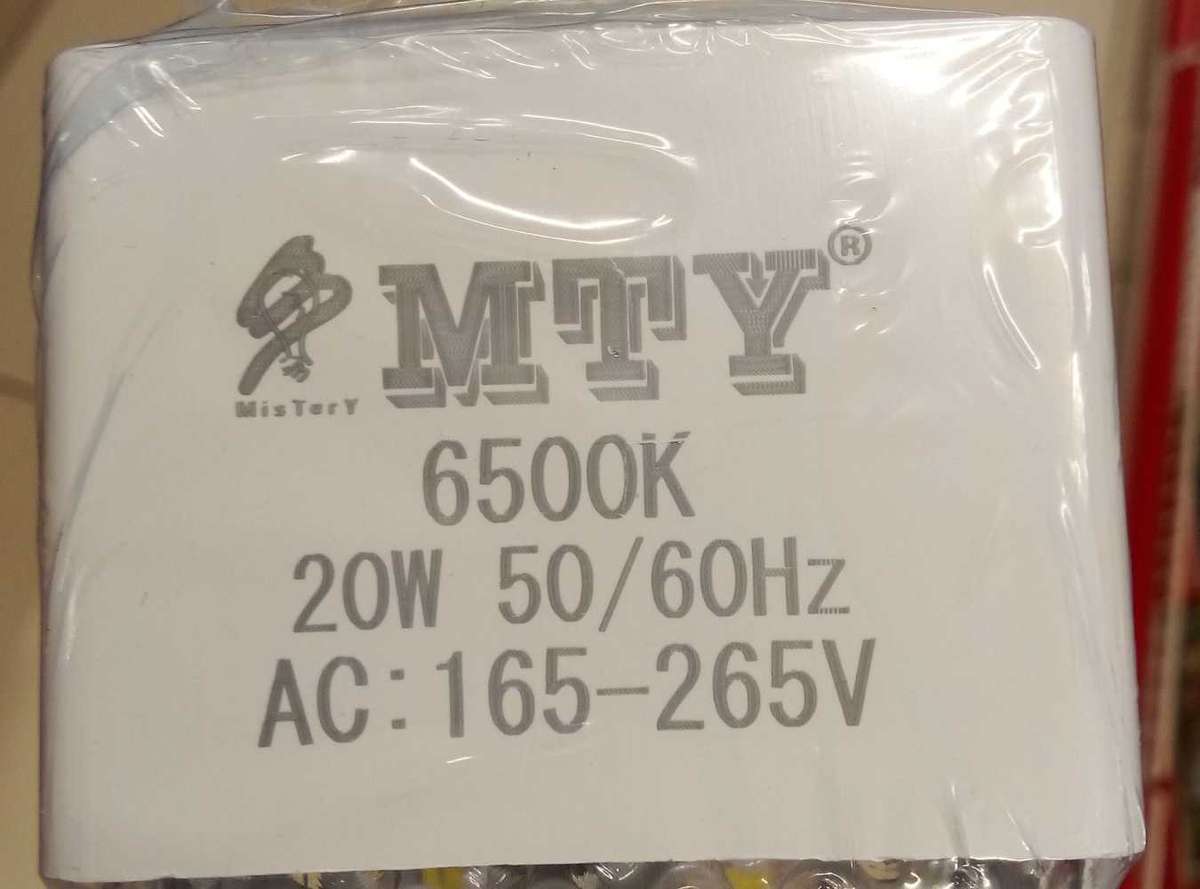 MTY®
MisTerY
6500K
20W 50/60Hz
AC:165-265V